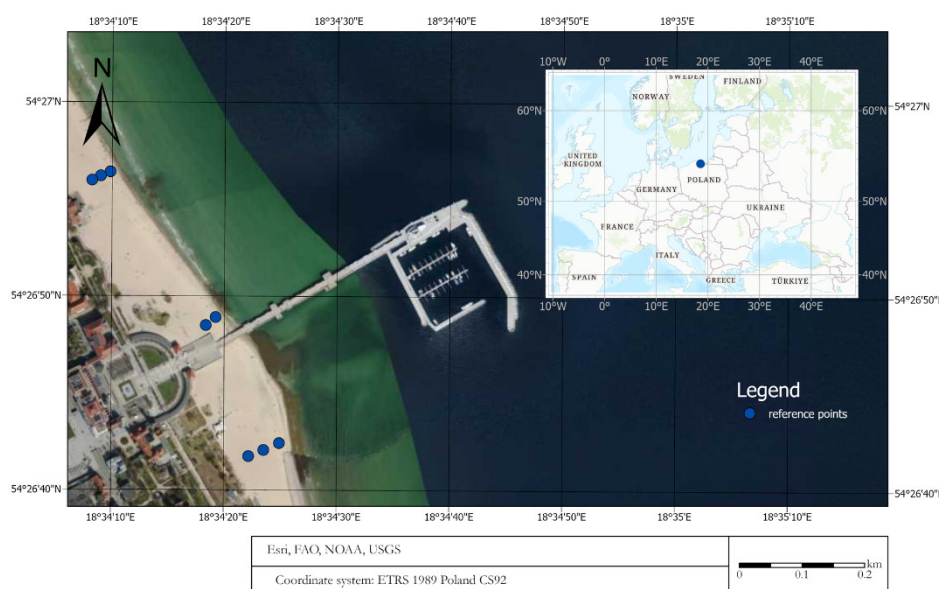 18°34'10"E 18°34'20"E 18°34'30"E 18°34'40"E 18°34'50"E 18°35'E 18°35'10"E
N
10°W 0° 10°E 20°E 30°E 40°E
SWEDEN
FINLAND
NORWAY
60°N 60°N
54°27'N 54°27'N
UNITED
KINGDOM
POLAND
GERMANY
50°N 50°N
UKRAINE
FRANCE
ITALY
40°N 40°N
SPAIN GREECE TÜRKIYE
54°26'50"N 54°26'50"N
10°W 0° 10°E 20°E 30°E 40°E
Legend
reference points
54°26'40"N 54°26'40"N
18°34'10"E 18°34'20"E 18°34'30"E 18°34'40"E 18°34'50"E 18°35'E 18°35'10"E
Esri, FAO, NOAA, USGS
km
0 0.1 0.2
Coordinate system: ETRS 1989 Poland CS92